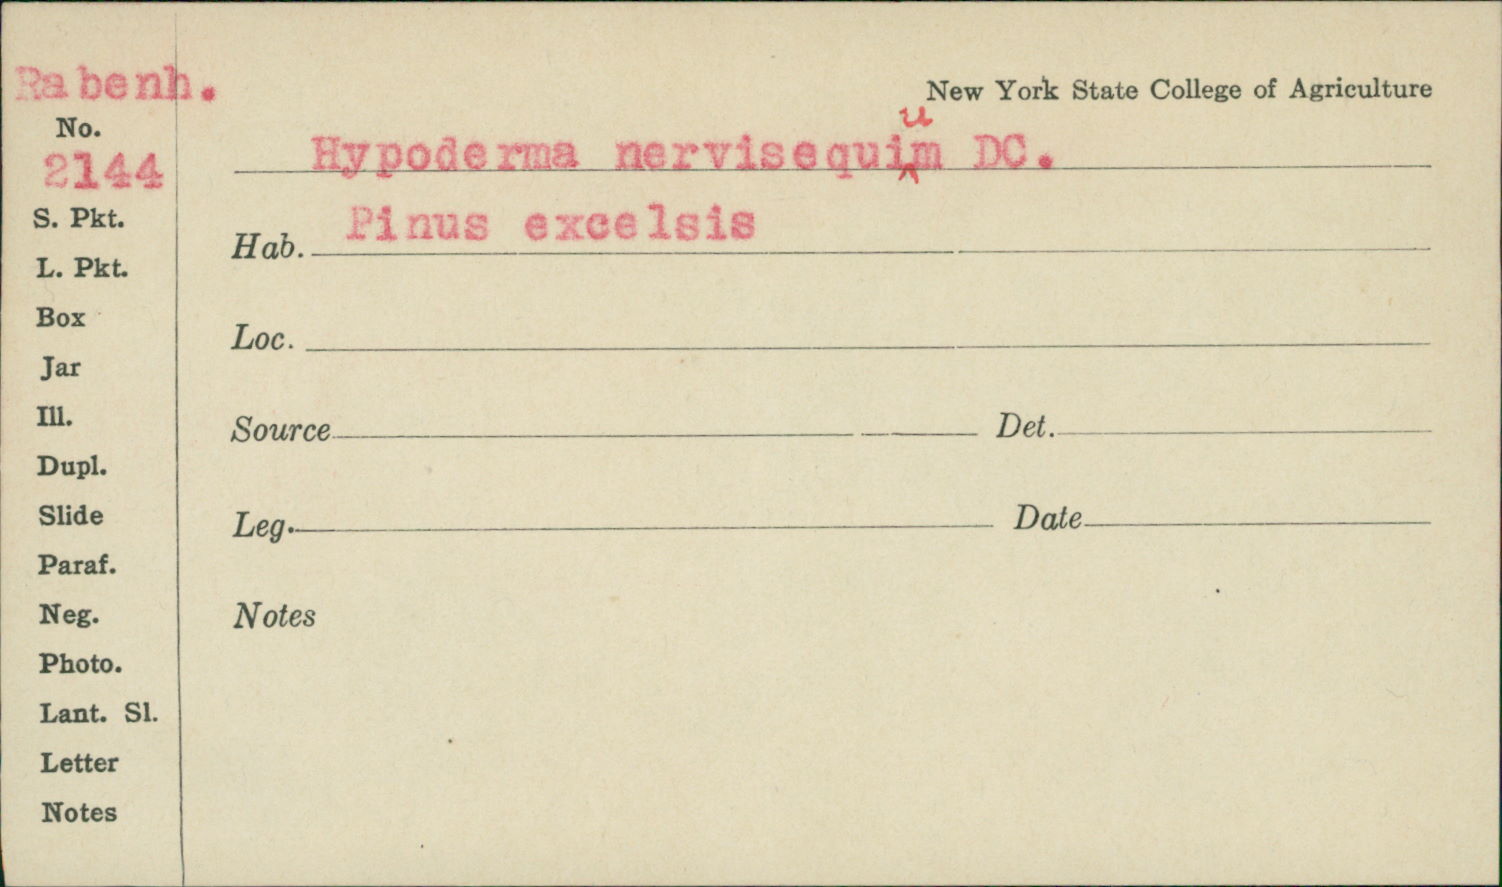 Rabenh.
New York State College of Agriculture
No.
2144
Hypoderma nervisequium DC.
S. Pkt.
Hab. Pinus excelsis
L. Pkt.
Box
Loc.
Jar
Ill.
Source Det.
Dupl.
Slide
Leg. Date
Paraf.
Neg.
Notes
Photo.
Lant. Sl.
Letter
Notes